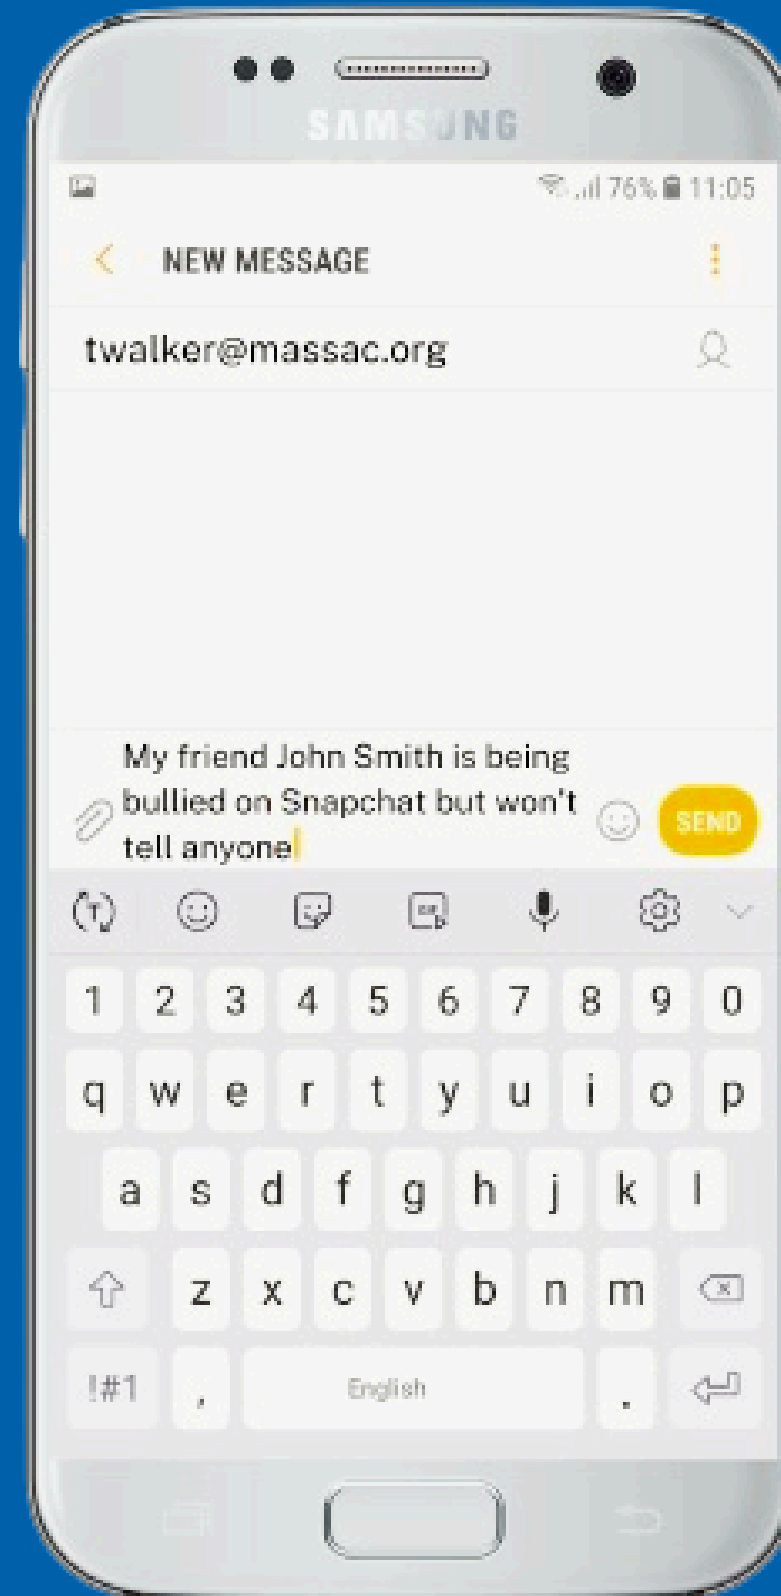 SAMSUNG
76% 11:05
NEW MESSAGE
twalker@massac.org
My friend John Smith is being
bullied on Snapchat but won't
tell anyone
SEND
T
GIF
1 2 3 4 5 6 7 8 9 0
q w e r t y u i o p
a s d f g h j k l
z x c v b n m
!#1 , English .